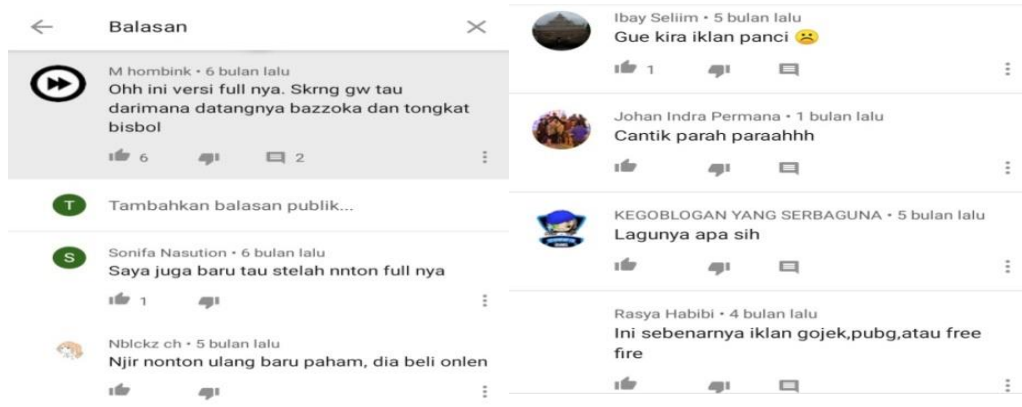 Balasan
M hombink • 6 bulan lalu
Ohh ini versi full nya. Skrng gw tau
darimana datangnya bazzoka dan tongkat
bisbol
6
2
T
Tambahkan balasan publik...
S
Sonifa Nasution • 6 bulan lalu
Saya juga baru tau stelah nnton full nya
1
Nblckz ch • 5 bulan lalu
Njir nonton ulang baru paham, dia beli onlen
Ibay Seliim • 5 bulan lalu
Gue kira iklan panci ☹️
1
Johan Indra Permana • 1 bulan lalu
Cantik parah paraahhh
KEGOBLOGAN YANG SERBAGUNA • 5 bulan lalu
Lagunya apa sih
Rasya Habibi • 4 bulan lalu
Ini sebenarnya iklan gojek,pubg,atau free
fire